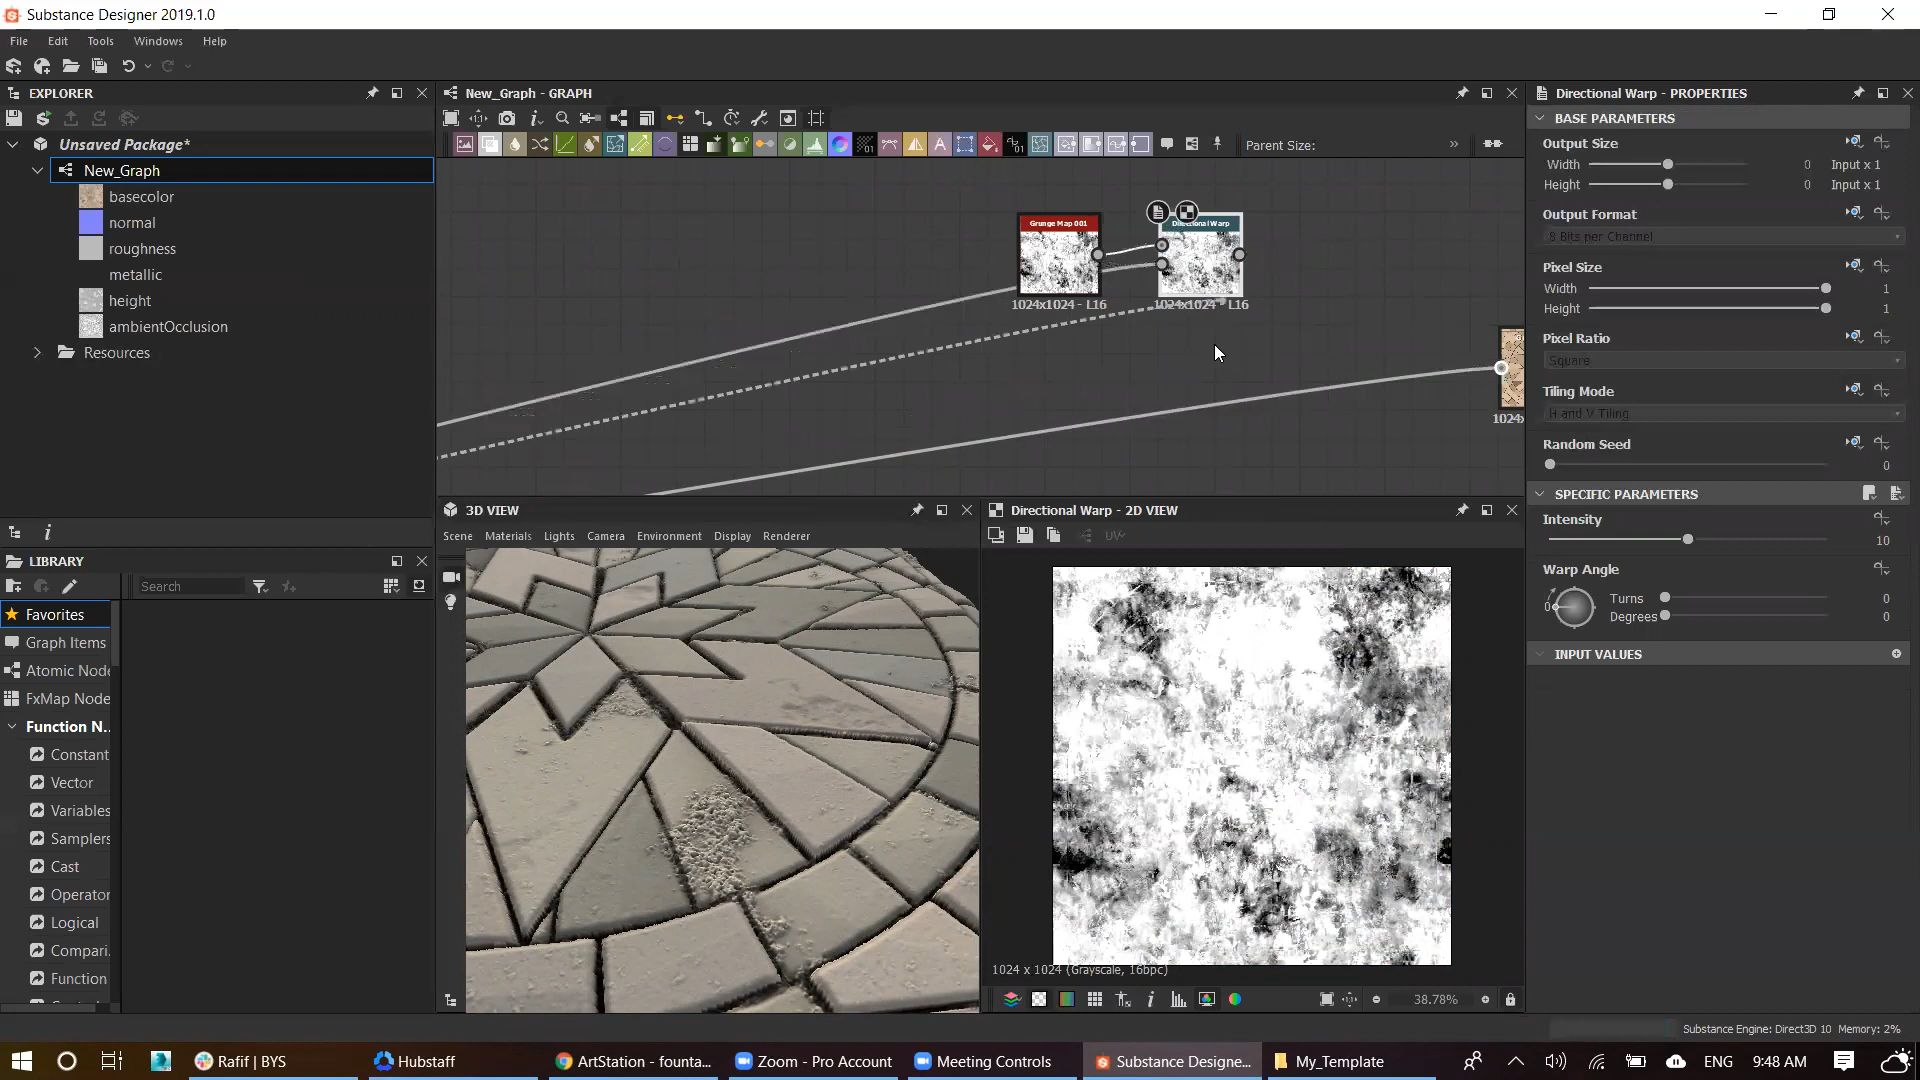 Substance Designer 2019.1.0
File Edit Tools Windows Help
EXPLORER
Unsaved Package*
New_Graph
basecolor
normal
roughness
metallic
height
ambientOcclusion
Resources
LIBRARY
Search
Favorites
Graph Items
Atomic Node
FxMap Node
Function N...
Constant
Vector
Variables
Samplers
Cast
Operator
Logical
Compari
Function
New_Graph - GRAPH
Parent Size:
Grunge Map 001
1024x1024 - L16
Directional Warp
1024x1024 - L16
1024x
3D VIEW
Scene Materials Lights Camera Environment Display Renderer
Directional Warp - 2D VIEW
UV
1024 x 1024 (Grayscale, 16bpc)
38.78%
Directional Warp - PROPERTIES
BASE PARAMETERS
Output Size
Width 0 Input x 1
Height 0 Input x 1
Output Format
8 Bits per Channel
Pixel Size
Width 1
Height 1
Pixel Ratio
Square
Tiling Mode
H and V Tiling
Random Seed
0
SPECIFIC PARAMETERS
Intensity
10
Warp Angle
0 Turns 0
Degrees 0
INPUT VALUES
Substance Engine: Direct3D 10 Memory: 2%
Rafif | BYS
Hubstaff
ArtStation - founta...
Zoom - Pro Account
Meeting Controls
Substance Designe...
My_Template
ENG
9:48 AM